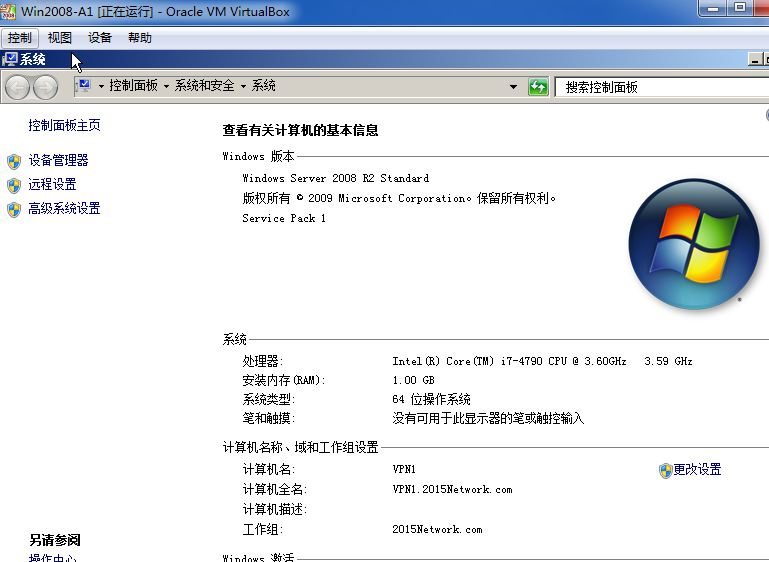 Win2008-A1 [正在运行] - Oracle VM VirtualBox
控制 视图 设备 帮助
系统
控制面板 系统和安全 系统 搜索控制面板
控制面板主页
设备管理器
远程设置
高级系统设置
查看有关计算机的基本信息
Windows 版本
Windows Server 2008 R2 Standard
版权所有 © 2009 Microsoft Corporation。保留所有权利。
Service Pack 1
系统
处理器: Intel(R) Core(TM) i7-4790 CPU @ 3.60GHz 3.59 GHz
安装内存(RAM): 1.00 GB
系统类型: 64 位操作系统
笔和触摸: 没有可用于此显示器的笔或触控输入
计算机名称、域和工作组设置
计算机名: VPN1 更改设置
计算机全名: VPN1.2015Network.com
计算机描述:
工作组: 2015Network.com
另请参阅
操作中心
Windows 激活